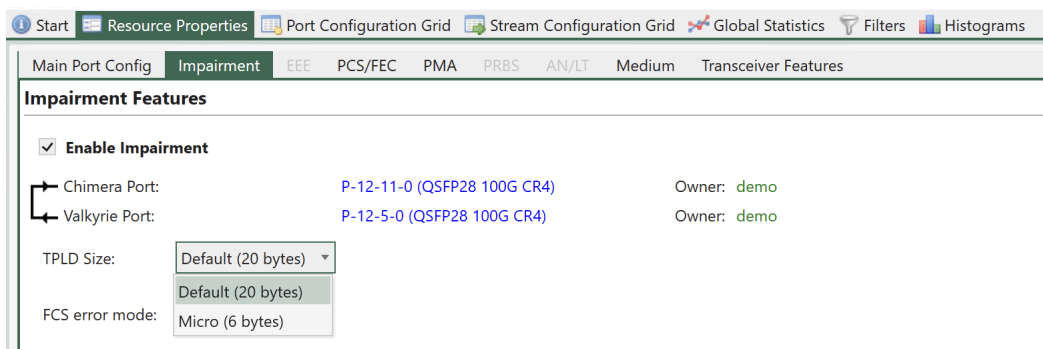 Start Resource Properties Port Configuration Grid Stream Configuration Grid Global Statistics Filters Histograms
Main Port Config Impairment EEE PCS/FEC PMA PRBS AN/LT Medium Transceiver Features
Impairment Features
Enable Impairment
Chimera Port: P-12-11-0 (QSFP28 100G CR4) Owner: demo
Valkyrie Port: P-12-5-0 (QSFP28 100G CR4) Owner: demo
TPLD Size: Default (20 bytes)
Default (20 bytes)
FCS error mode: Micro (6 bytes)